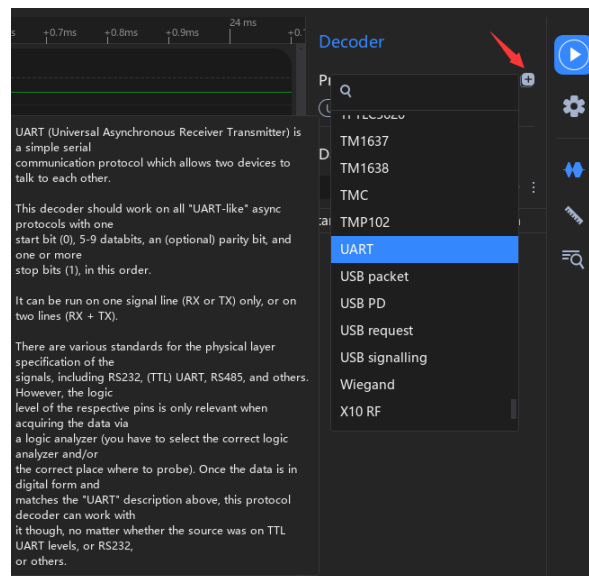 24 ms
s +0.7ms +0.8ms +0.9ms +0.
Decoder
UART (Universal Asynchronous Receiver Transmitter) is
a simple serial
communication protocol which allows two devices to
talk to each other.
This decoder should work on all "UART-like" async
protocols with one
start bit (0), 5-9 databits, an (optional) parity bit, and
one or more
stop bits (1), in this order.
It can be run on one signal line (RX or TX) only, or on
two lines (RX + TX).
There are various standards for the physical layer
specification of the
signals, including RS232, (TTL) UART, RS485, and others.
However, the logic
level of the respective pins is only relevant when
acquiring the data via
a logic analyzer (you have to select the correct logic
analyzer and/or
the correct place where to probe). Once the data is in
digital form and
matches the "UART" description above, this protocol
decoder can work with
it though, no matter whether the source was on TTL
UART levels, or RS232,
or others.
TM1637
TM1638
TMC
TMP102
UART
USB packet
USB PD
USB request
USB signalling
Wiegand
X10 RF